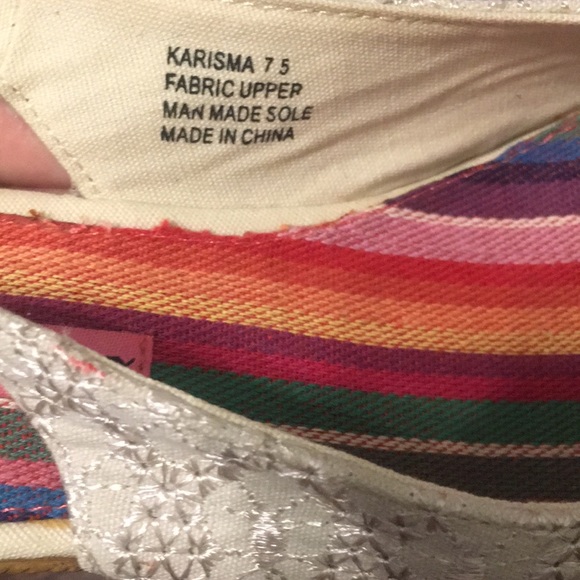 KARISMA 7 5
FABRIC UPPER
MAN MADE SOLE
MADE IN CHINA